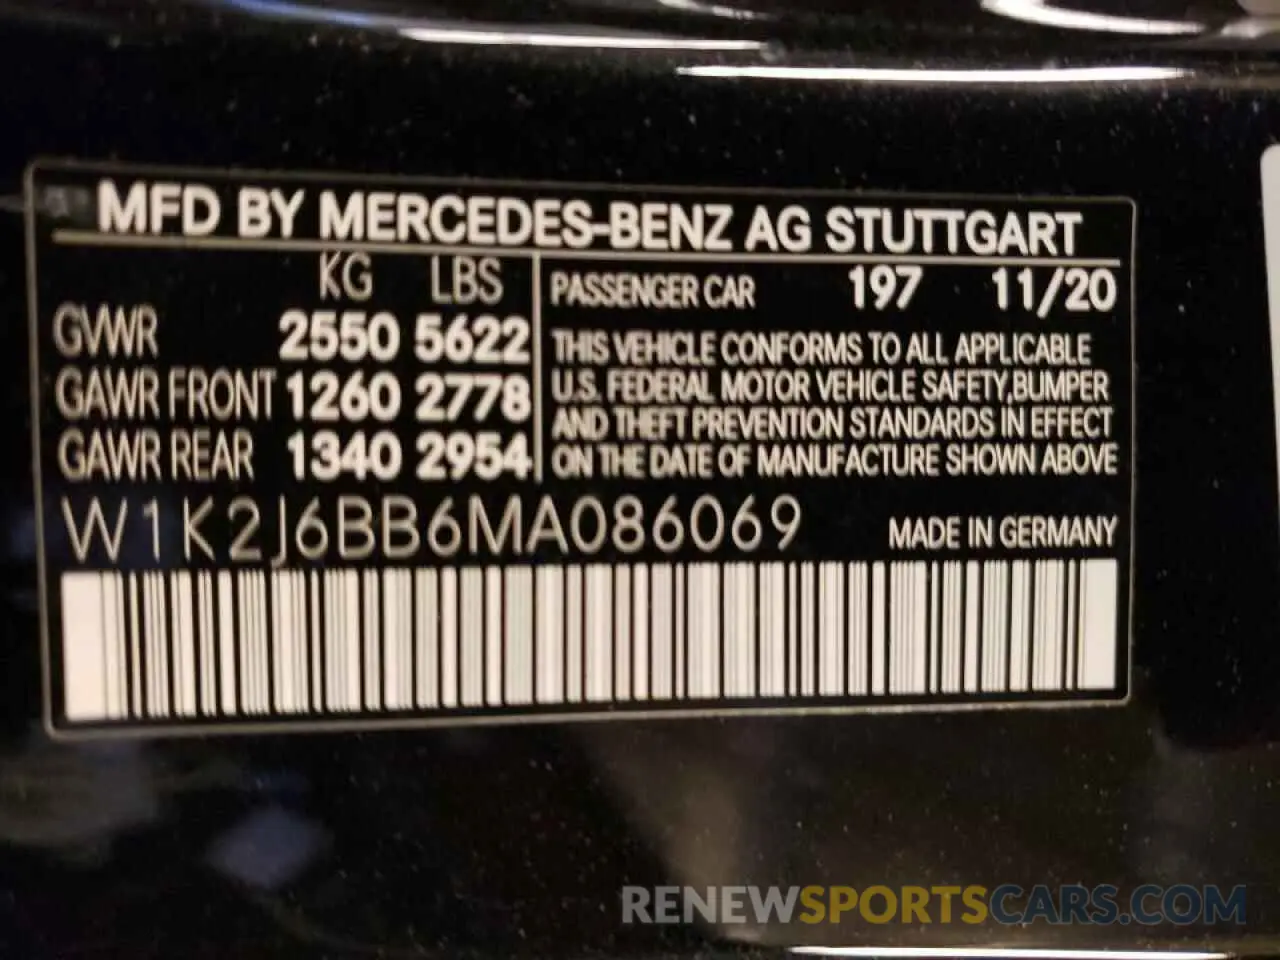 MFD BY MERCEDES-BENZ AG STUTTGART
KG LBS
GVWR 2550 5622
GAWR FRONT 1260 2778
GAWR REAR 1340 2954
PASSENGER CAR 197 11/20
THIS VEHICLE CONFORMS TO ALL APPLICABLE
U.S. FEDERAL MOTOR VEHICLE SAFETY,BUMPER
AND THEFT PREVENTION STANDARDS IN EFFECT
ON THE DATE OF MANUFACTURE SHOWN ABOVE
W1K2J6BB6MA086069
MADE IN GERMANY
RENEWSPORTSCARS.COM